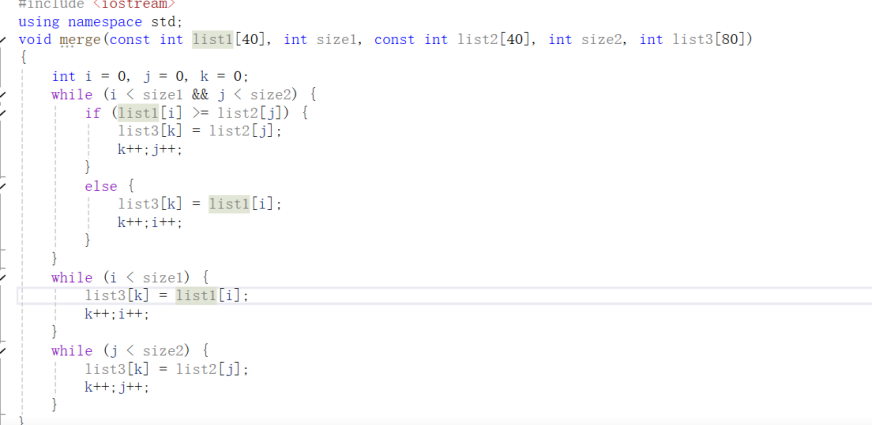 #include <iostream>
using namespace std;
void merge(const int list1[40], int size1, const int list2[40], int size2, int list3[80])
{
int i = 0, j = 0, k = 0;
while (i < size1 && j < size2) {
if (list1[i] >= list2[j]) {
list3[k] = list2[j];
k++;j++;
}
else {
list3[k] = list1[i];
k++;i++;
}
}
while (i < size1) {
list3[k] = list1[i];
k++;i++;
}
while (j < size2) {
list3[k] = list2[j];
k++;j++;
}
}